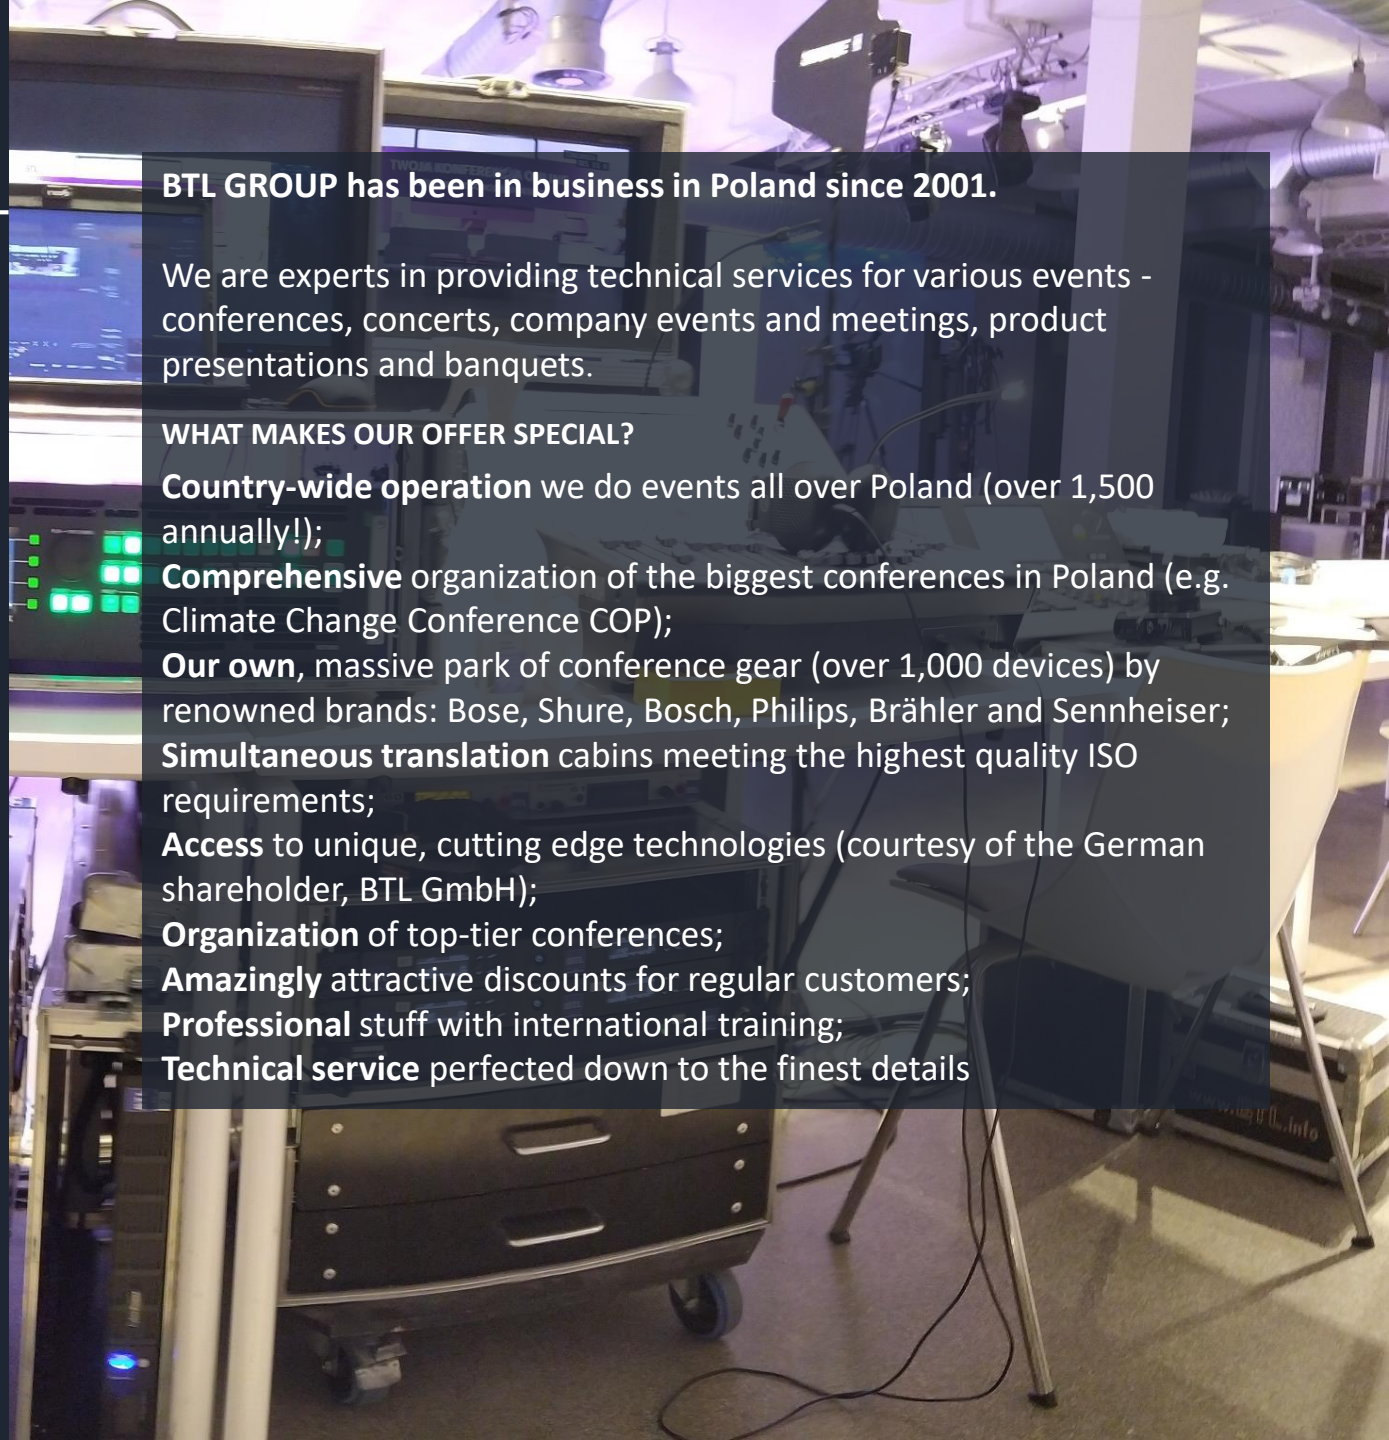 TWOJA KONFERENCJA
BTL GROUP has been in business in Poland since 2001.
We are experts in providing technical services for various events -
conferences, concerts, company events and meetings, product
presentations and banquets.
WHAT MAKES OUR OFFER SPECIAL?
Country-wide operation we do events all over Poland (over 1,500
annually!);
Comprehensive organization of the biggest conferences in Poland (e.g.
Climate Change Conference COP);
Our own, massive park of conference gear (over 1,000 devices) by
renowned brands: Bose, Shure, Bosch, Philips, Brähler and Sennheiser;
Simultaneous translation cabins meeting the highest quality ISO
requirements;
Access to unique, cutting edge technologies (courtesy of the German
shareholder, BTL GmbH);
Organization of top-tier conferences;
Amazingly attractive discounts for regular customers;
Professional stuff with international training;
Technical service perfected down to the finest details